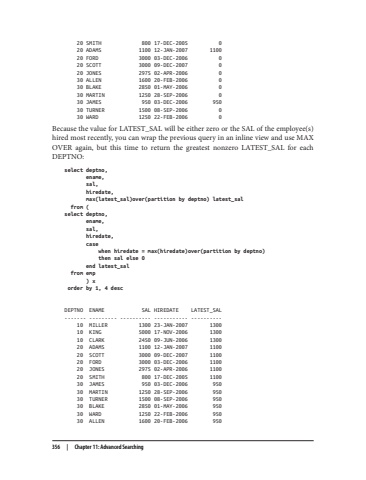 20 SMITH 800 17-DEC-2005 0
20 ADAMS 1100 12-JAN-2007 1100
20 FORD 3000 03-DEC-2006 0
20 SCOTT 3000 09-DEC-2007 0
20 JONES 2975 02-APR-2006 0
30 ALLEN 1600 20-FEB-2006 0
30 BLAKE 2850 01-MAY-2006 0
30 MARTIN 1250 28-SEP-2006 0
30 JAMES 950 03-DEC-2006 950
30 TURNER 1500 08-SEP-2006 0
30 WARD 1250 22-FEB-2006 0
Because the value for LATEST_SAL will be either zero or the SAL of the employee(s)
hired most recently, you can wrap the previous query in an inline view and use MAX
OVER again, but this time to return the greatest nonzero LATEST_SAL for each
DEPTNO:
select deptno,
ename,
sal,
hiredate,
max(latest_sal)over(partition by deptno) latest_sal
from (
select deptno,
ename,
sal,
hiredate,
case
when hiredate = max(hiredate)over(partition by deptno)
then sal else 0
end latest_sal
from emp
) x
order by 1, 4 desc
DEPTNO ENAME SAL HIREDATE LATEST_SAL
------- --------- ---------- ----------- ----------
10 MILLER 1300 23-JAN-2007 1300
10 KING 5000 17-NOV-2006 1300
10 CLARK 2450 09-JUN-2006 1300
20 ADAMS 1100 12-JAN-2007 1100
20 SCOTT 3000 09-DEC-2007 1100
20 FORD 3000 03-DEC-2006 1100
20 JONES 2975 02-APR-2006 1100
20 SMITH 800 17-DEC-2005 1100
30 JAMES 950 03-DEC-2006 950
30 MARTIN 1250 28-SEP-2006 950
30 TURNER 1500 08-SEP-2006 950
30 BLAKE 2850 01-MAY-2006 950
30 WARD 1250 22-FEB-2006 950
30 ALLEN 1600 20-FEB-2006 950
356 | Chapter 11: Advanced Searching